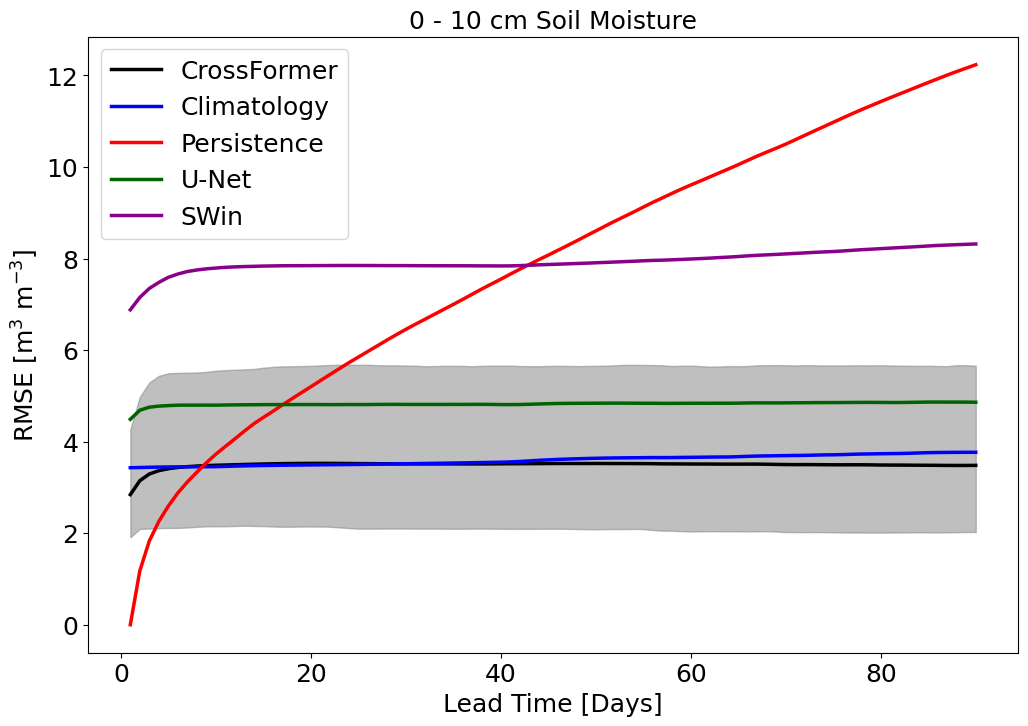 0 - 10 cm Soil Moisture
CrossFormer
Climatology
Persistence
U-Net
SWin
RMSE [m³ m⁻³]
12
10
8
6
4
2
0
0 20 40 60 80
Lead Time [Days]